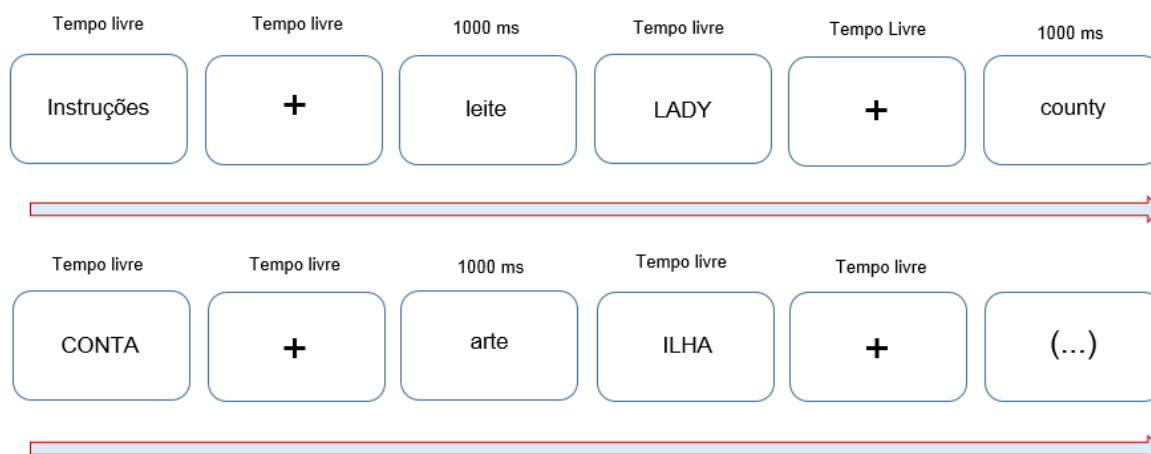 Tempo livre Tempo livre 1000 ms Tempo livre Tempo Livre 1000 ms
Instruções + leite LADY + county
Tempo livre Tempo livre 1000 ms Tempo livre Tempo livre
CONTA + arte ILHA + (...)